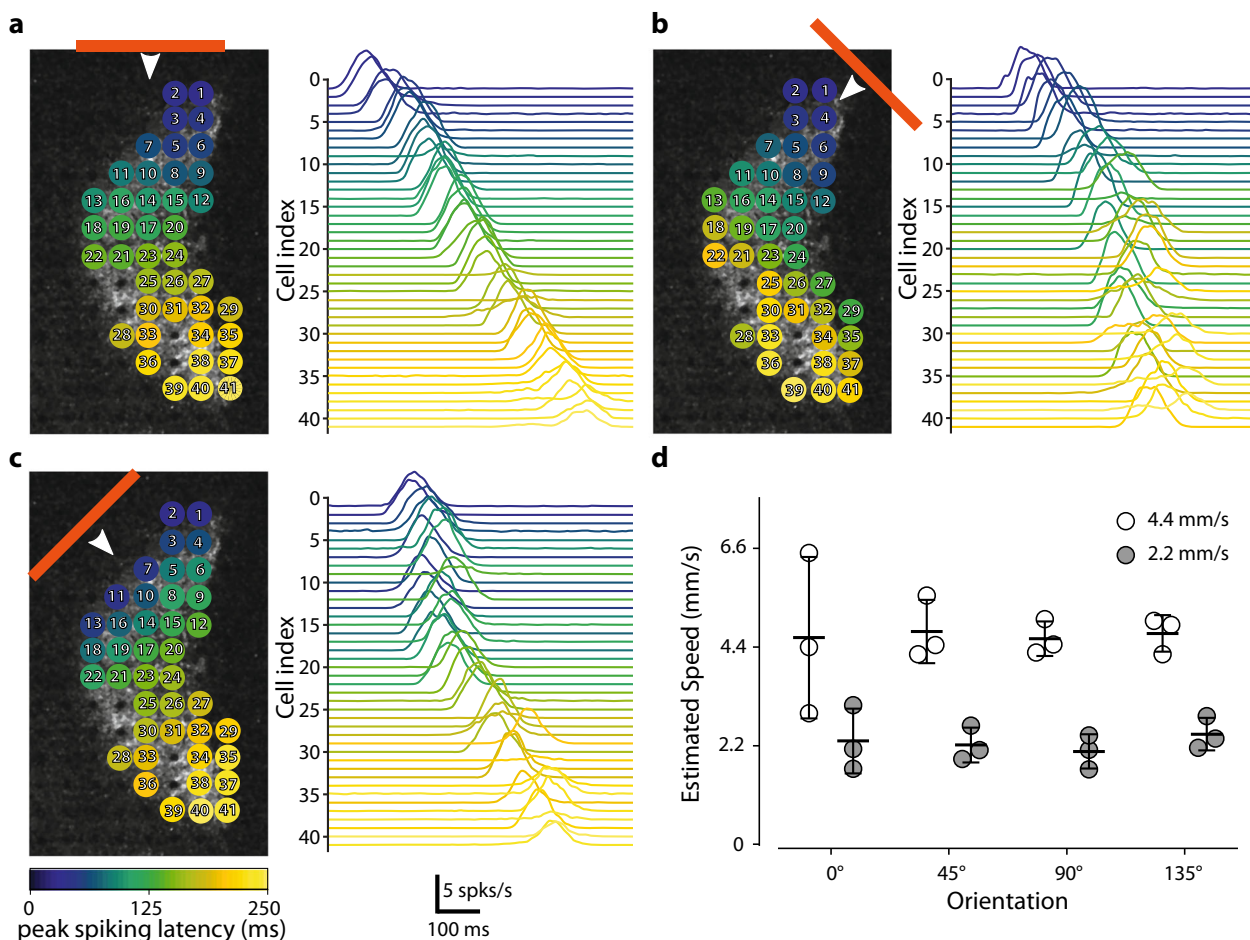 a
2 1
3 4
7 5 6
11 10 8 9
13 16 14 15 12
18 19 17 20
22 21 23 24
25 26 27
30 31 32 29
28 33 34 35
36 38 37
39 40 41
Cell index
0
5
10
15
20
25
30
35
40
b
2 1
3 4
7 5 6
11 10 8 9
13 16 14 15 12
18 19 17 20
22 21 23 24
25 26 27
30 31 32 29
28 33 34 35
36 38 37
39 40 41
Cell index
0
5
10
15
20
25
30
35
40
c
2 1
3 4
7 5 6
11 10 8 9
13 16 14 15 12
18 19 17 20
22 21 23 24
25 26 27
30 31 32 29
28 33 34 35
36 38 37
39 40 41
Cell index
0
5
10
15
20
25
30
35
40
0 125 250
peak spiking latency (ms)
5 spks/s
100 ms
d
4.4 mm/s
2.2 mm/s
Estimated Speed (mm/s)
6.6
4.4
2.2
0
0° 45° 90° 135°
Orientation